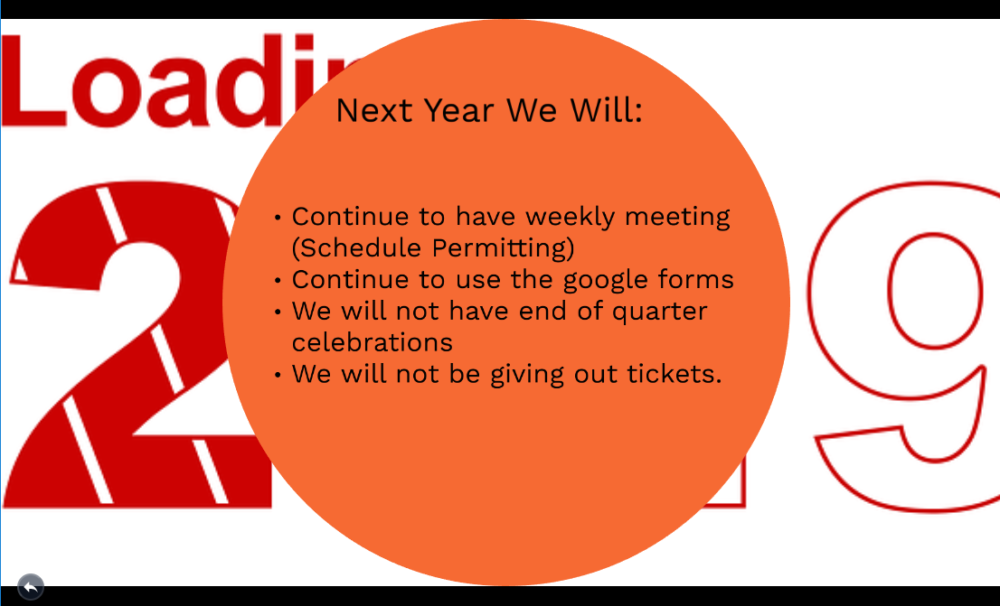 Loadin
Next Year We Will:
• Continue to have weekly meeting
(Schedule Permitting)
• Continue to use the google forms
• We will not have end of quarter
celebrations
• We will not be giving out tickets.
2 9